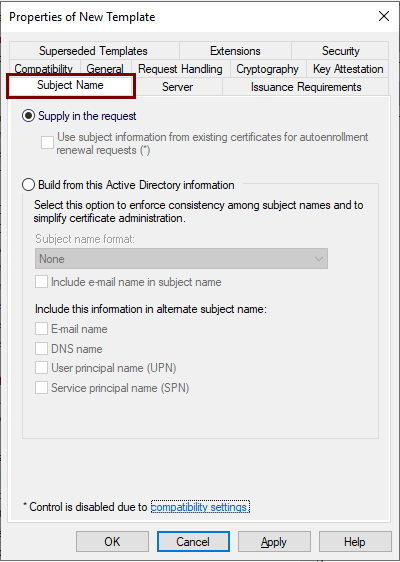 Properties of New Template
Superseded Templates Extensions Security
Compatibility General Request Handling Cryptography Key Attestation
Subject Name Server Issuance Requirements
Supply in the request
Use subject information from existing certificates for autoenrollment
renewal requests (*)
Build from this Active Directory information
Select this option to enforce consistency among subject names and to
simplify certificate administration.
Subject name format:
None
Include e-mail name in subject name
Include this information in alternate subject name:
E-mail name
DNS name
User principal name (UPN)
Service principal name (SPN)
* Control is disabled due to compatibility settings.
OK Cancel Apply Help